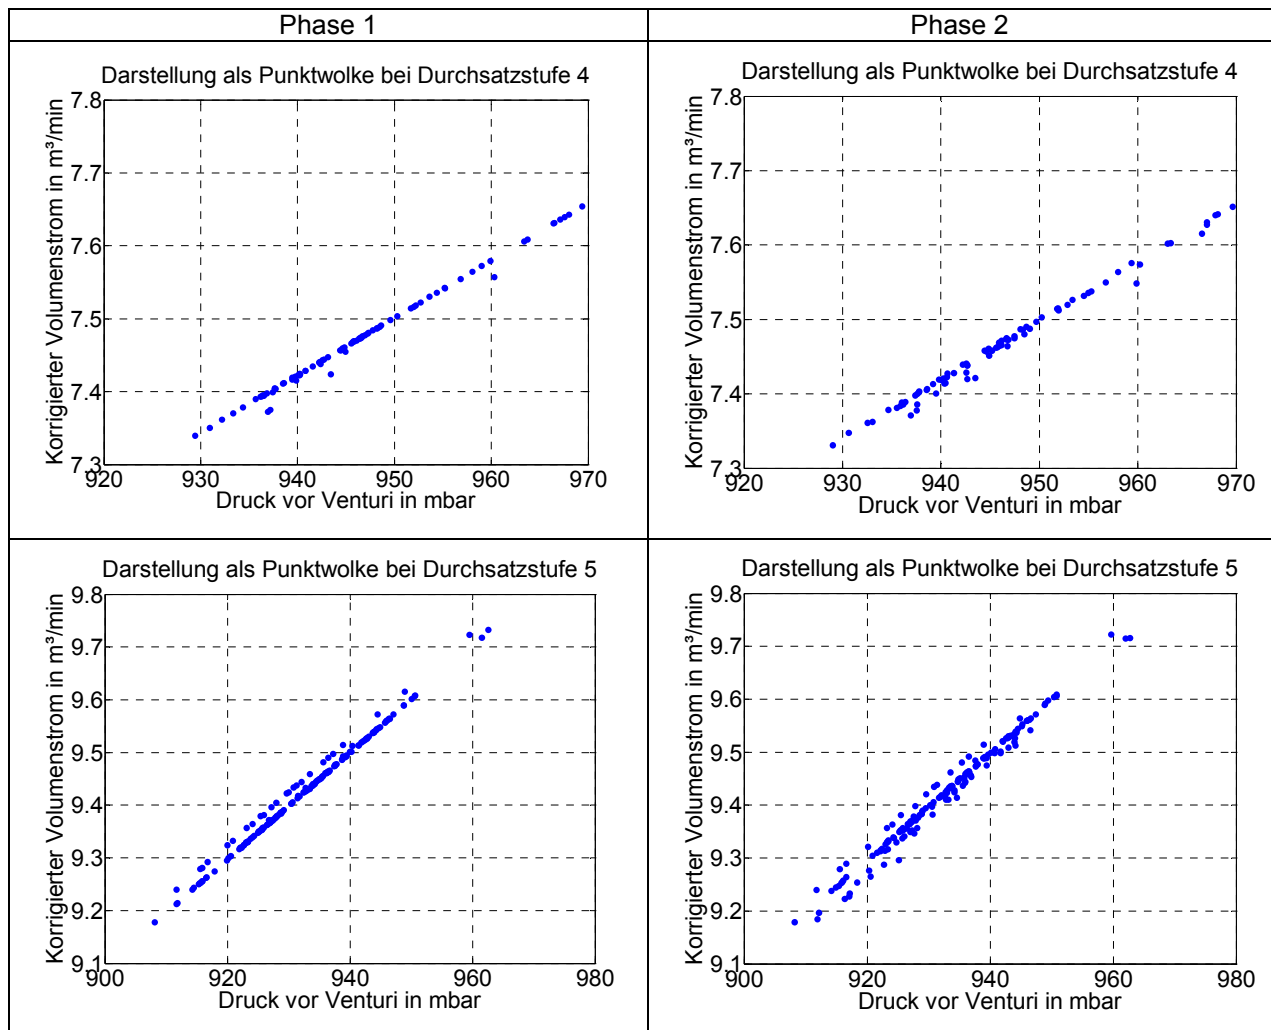 Phase 1
Phase 2
Darstellung als Punktwolke bei Durchsatzstufe 4
Korrigierter Volumenstrom in m³/min
7.8
7.7
7.6
7.5
7.4
7.3
920 930 940 950 960 970
Druck vor Venturi in mbar
Darstellung als Punktwolke bei Durchsatzstufe 4
Korrigierter Volumenstrom in m³/min
7.8
7.7
7.6
7.5
7.4
7.3
920 930 940 950 960 970
Druck vor Venturi in mbar
Darstellung als Punktwolke bei Durchsatzstufe 5
Korrigierter Volumenstrom in m³/min
9.8
9.7
9.6
9.5
9.4
9.3
9.2
9.1
900 920 940 960 980
Druck vor Venturi in mbar
Darstellung als Punktwolke bei Durchsatzstufe 5
Korrigierter Volumenstrom in m³/min
9.8
9.7
9.6
9.5
9.4
9.3
9.2
9.1
900 920 940 960 980
Druck vor Venturi in mbar